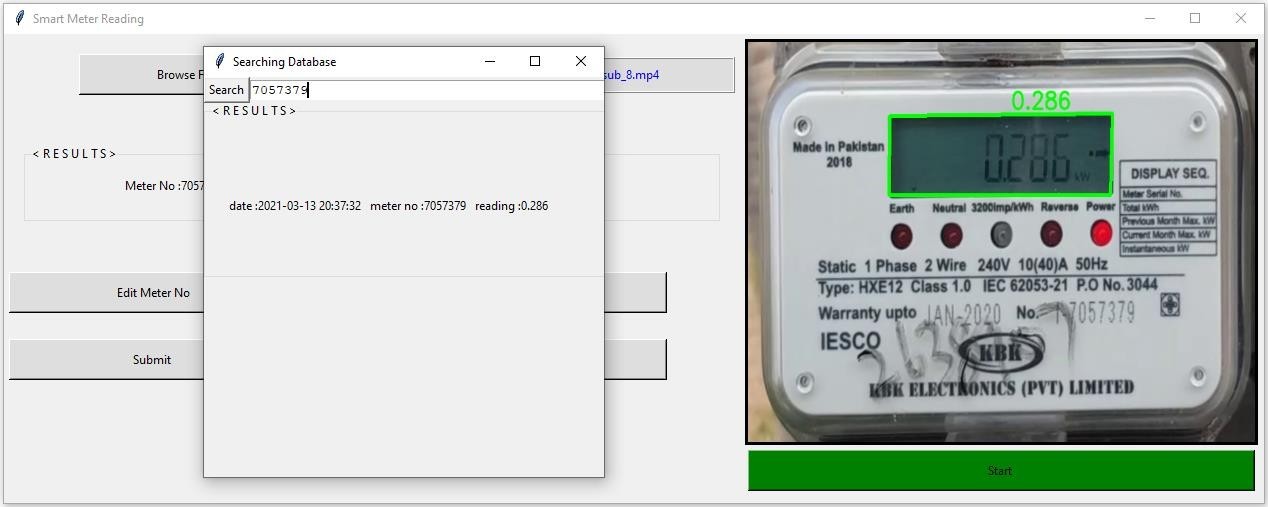 Smart Meter Reading
Browse F
sub_8.mp4
< R E S U L T S >
Meter No :7057
Edit Meter No
Submit
Searching Database
Search 7057379
< R E S U L T S >
date :2021-03-13 20:37:32 meter no :7057379 reading :0.286
0.286
0.286 kW
Made in Pakistan
2018
DISPLAY SEQ.
Meter Serial No.
Total kWh
Previous Month Max. kW
Current Month Max. kW
Instantaneous kW
Earth Neutral 3200imp/kWh Reverse Power
Static 1 Phase 2 Wire 240V 10(40)A 50Hz
Type: HXE12 Class 1.0 IEC 62053-21 P.O No. 3044
Warranty upto JAN-2020 No. 7057379
IESCO
KBK
KBK ELECTRONICS (PVT) LIMITED
Start